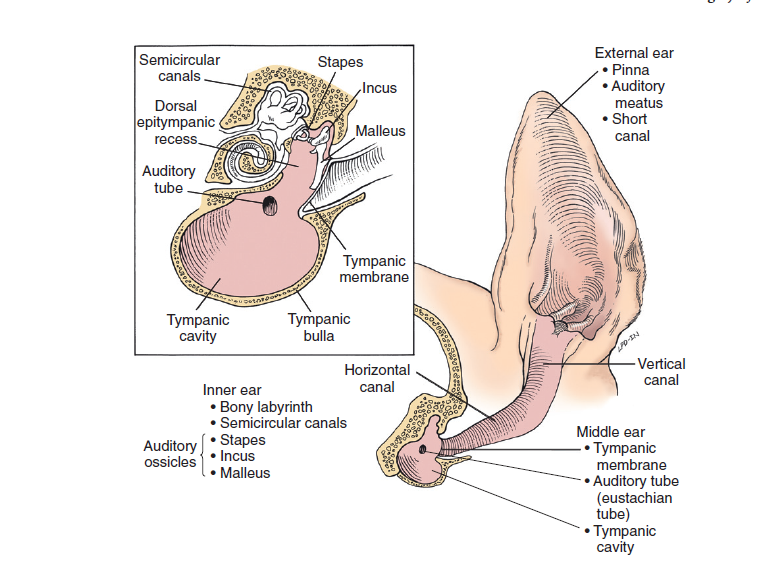 Semicircular
canals
Stapes
Incus
Dorsal
epitympanic
recess
Malleus
Auditory
tube
Tympanic
membrane
Tympanic
cavity
Tympanic
bulla
External ear
• Pinna
• Auditory
meatus
• Short
canal
Vertical
canal
Horizontal
canal
Inner ear
• Bony labyrinth
• Semicircular canals
Auditory
ossicles
• Stapes
• Incus
• Malleus
Middle ear
• Tympanic
membrane
• Auditory tube
(eustachian
tube)
• Tympanic
cavity